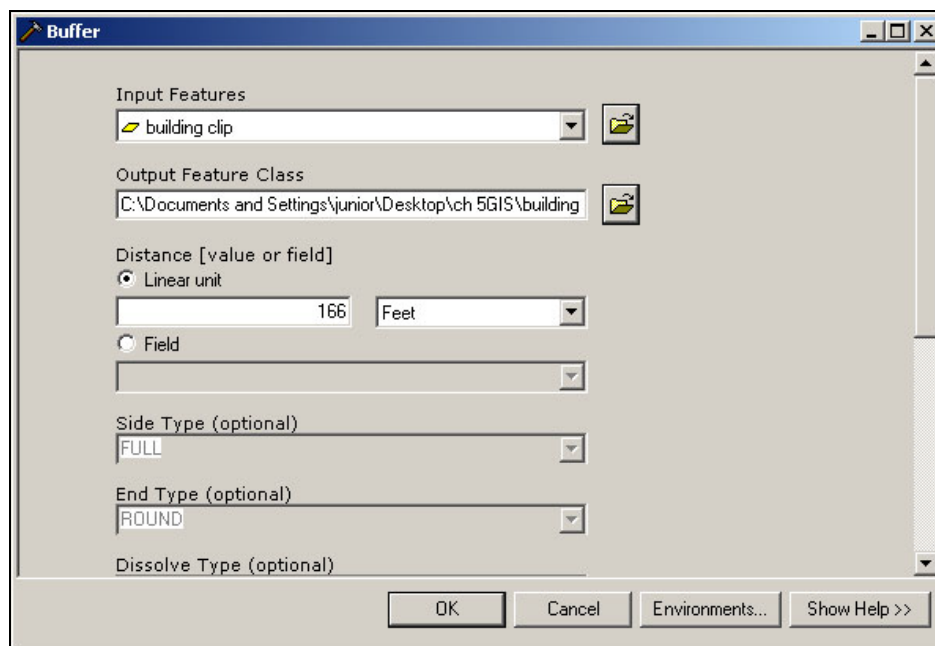 Buffer
Input Features
building clip
Output Feature Class
C:\Documents and Settings\junior\Desktop\ch 5GIS\building
Distance [value or field]
Linear unit
166 Feet
Field
Side Type (optional)
FULL
End Type (optional)
ROUND
Dissolve Type (optional)
OK Cancel Environments... Show Help >>